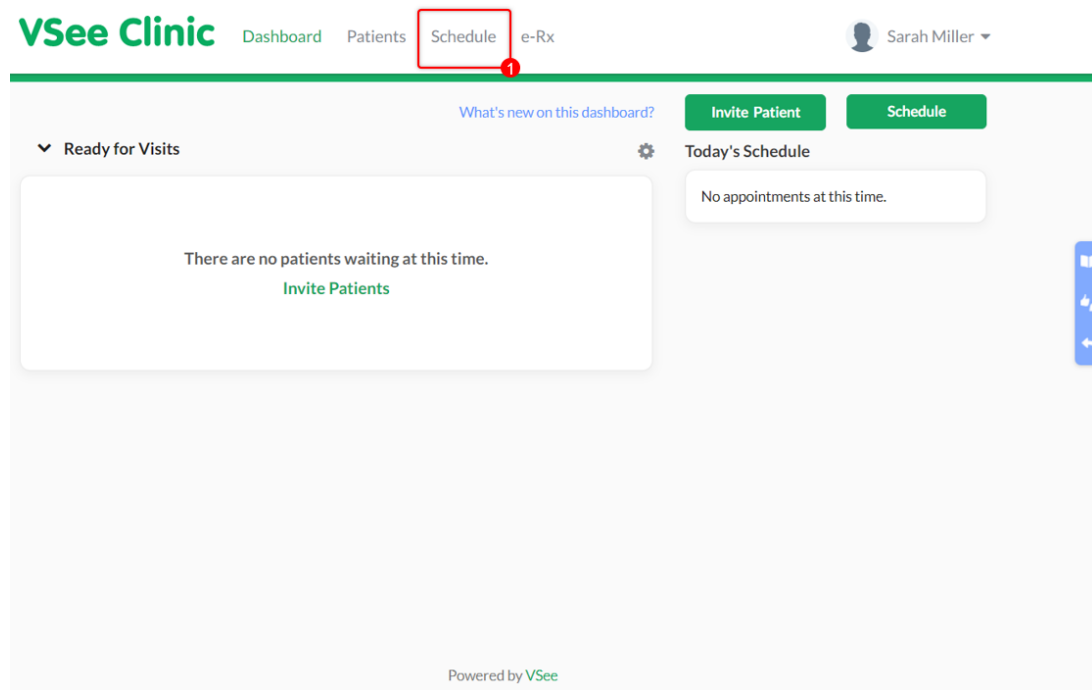 VSee Clinic Dashboard Patients Schedule e-Rx Sarah Miller
1
What's new on this dashboard? Invite Patient Schedule
Ready for Visits Today's Schedule
No appointments at this time.
There are no patients waiting at this time.
Invite Patients
Powered by VSee